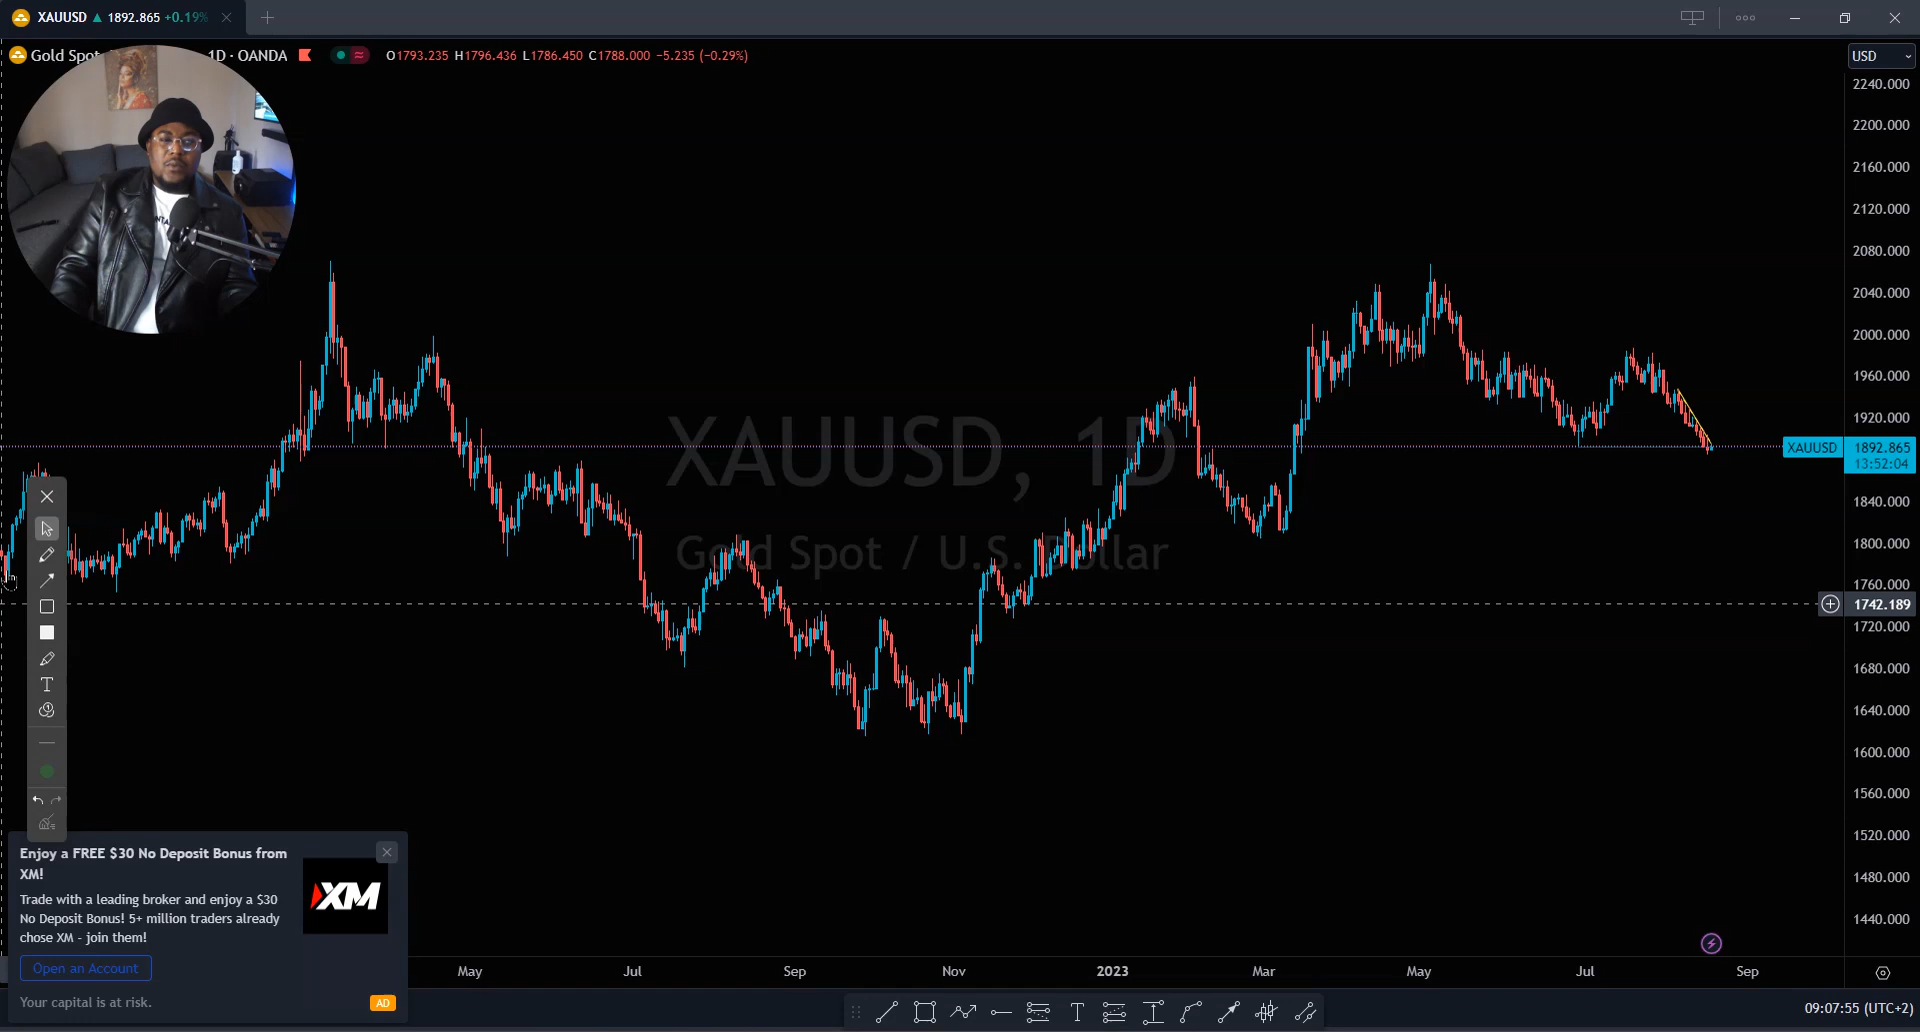 XAUUSD ▲ 1892.865 +0.19%
USD
1D · OANDA O1793.235 H1796.436 L1786.450 C1788.000 −5.235 (−0.29%)
Gold Spot
2240.000
2200.000
2160.000
2120.000
2080.000
2040.000
2000.000
1960.000
1920.000
XAUUSD 1892.865
13:52:04
1840.000
1800.000
1760.000
1742.189
1720.000
1680.000
1640.000
1600.000
1560.000
1520.000
1480.000
1440.000
XAUUSD, 1D
Gold Spot / U.S. Dollar
T
Enjoy a FREE $30 No Deposit Bonus from
XM!
Trade with a leading broker and enjoy a $30
No Deposit Bonus! 5+ million traders already
chose XM - join them!
XM
Open an Account
Your capital is at risk.
AD
May Jul Sep Nov 2023 Mar May Jul Sep
T
09:07:55 (UTC+2)